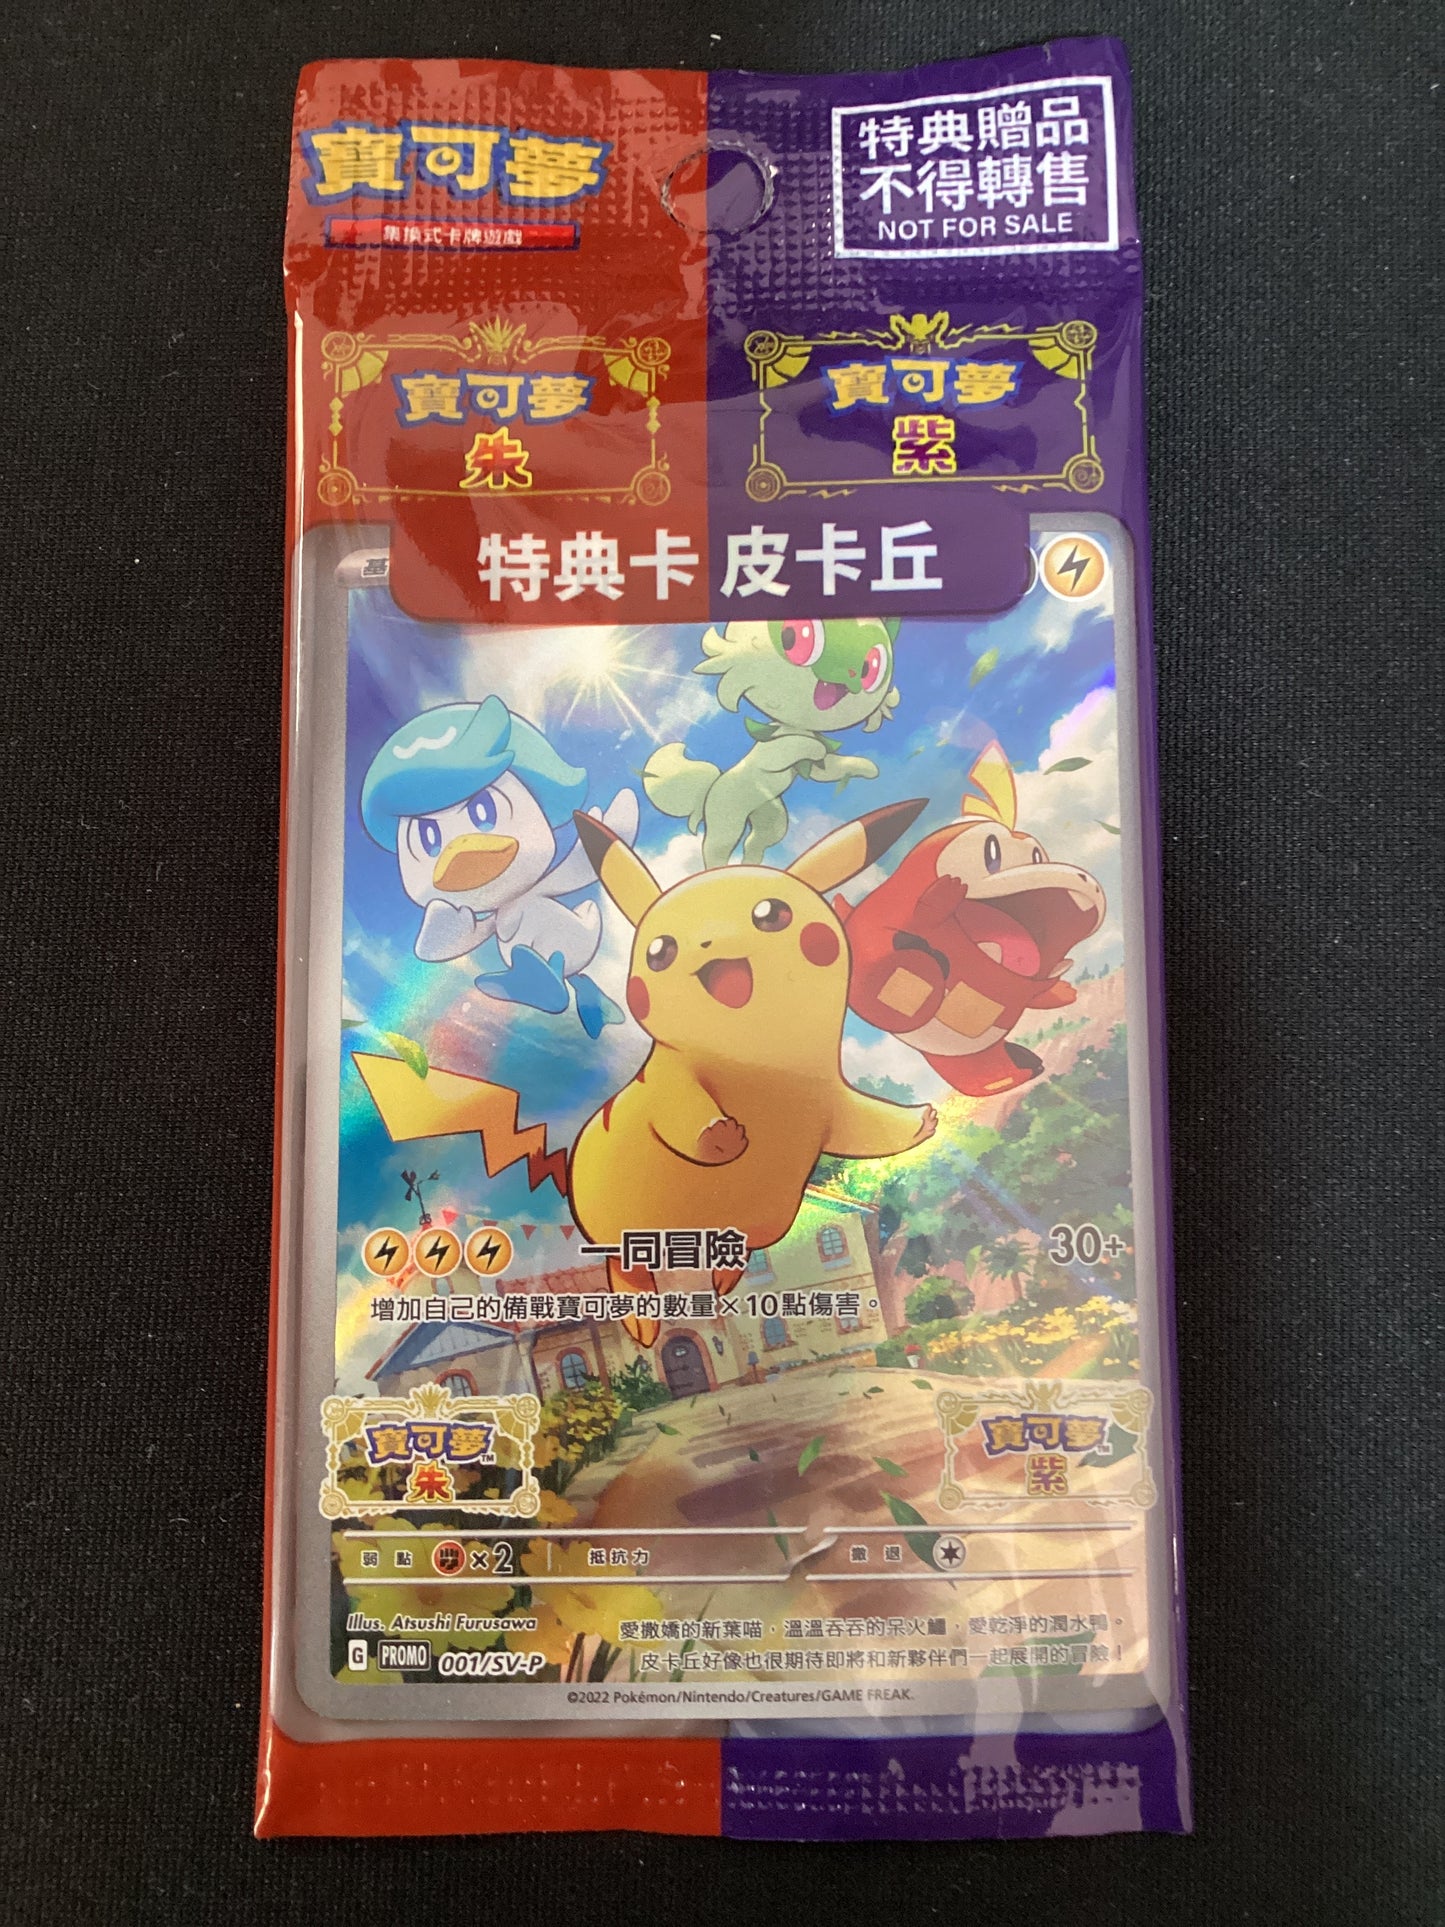 寶可夢
集換式卡牌遊戲
特典贈品
不得轉售
NOT FOR SALE
寶可夢
朱
寶可夢
紫
特典卡 皮卡丘
基
一同冒險 30+
增加自己的備戰寶可夢的數量×10點傷害。
寶可夢™
朱
寶可夢™
紫
弱點 ×2 抵抗力 撤退
Illus. Atsushi Furusawa
愛撒嬌的新葉喵，溫溫吞吞的呆火鱷，愛乾淨的潤水鴨。
皮卡丘好像也很期待即將和新夥伴們一起展開的冒險！
G PROMO 001/SV-P
©2022 Pokémon/Nintendo/Creatures/GAME FREAK.